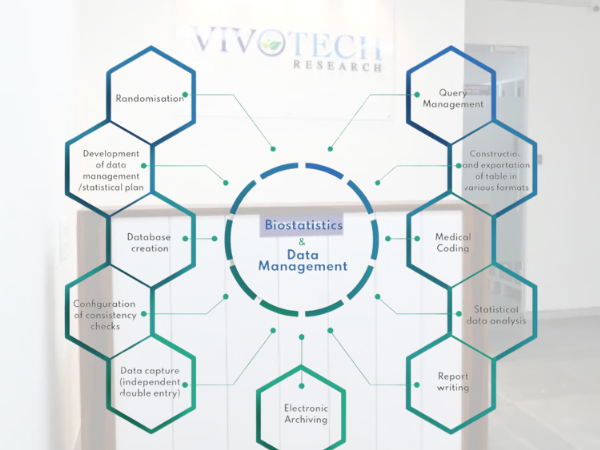 VIVOTECH
RESEARCH
Randomisation
Development
of data
management
/statistical plan
Database
creation
Configuration
of consistency
checks
Data capture
(independent
double entry)
Biostatistics
&
Data
Management
Electronic
Archiving
Query
Management
Construction
and exportation
of table in
various formats
Medical
Coding
Statistical
data analysis
Report
writing